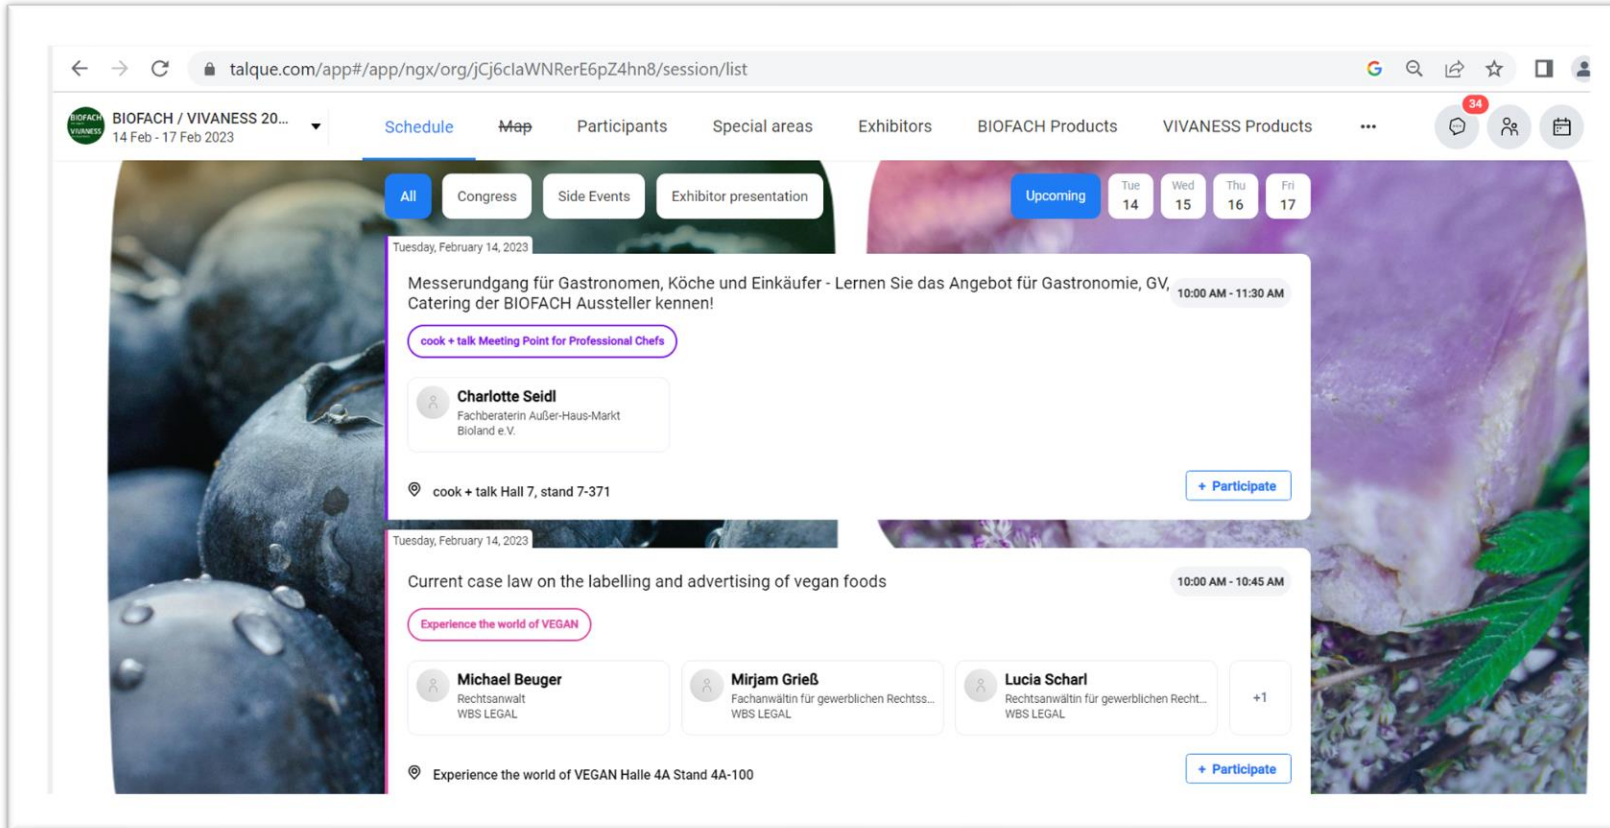 talque.com/app#/app/ngx/org/jCj6claWNRerE6pZ4hn8/session/list
BIOFACH
VIVANESS
BIOFACH / VIVANESS 20...
14 Feb - 17 Feb 2023
Schedule
Map
Participants
Special areas
Exhibitors
BIOFACH Products
VIVANESS Products
34
All
Congress
Side Events
Exhibitor presentation
Upcoming
Tue
14
Wed
15
Thu
16
Fri
17
Tuesday, February 14, 2023
Messerundgang für Gastronomen, Köche und Einkäufer - Lernen Sie das Angebot für Gastronomie, GV,
Catering der BIOFACH Aussteller kennen!
10:00 AM - 11:30 AM
cook + talk Meeting Point for Professional Chefs
Charlotte Seidl
Fachberaterin Außer-Haus-Markt
Bioland e.V.
cook + talk Hall 7, stand 7-371
+ Participate
Tuesday, February 14, 2023
Current case law on the labelling and advertising of vegan foods
10:00 AM - 10:45 AM
Experience the world of VEGAN
Michael Beuger
Rechtsanwalt
WBS LEGAL
Mirjam Grieß
Fachanwältin für gewerblichen Rechtss...
WBS LEGAL
Lucia Scharl
Rechtsanwältin für gewerblichen Recht...
WBS LEGAL
+1
Experience the world of VEGAN Halle 4A Stand 4A-100
+ Participate